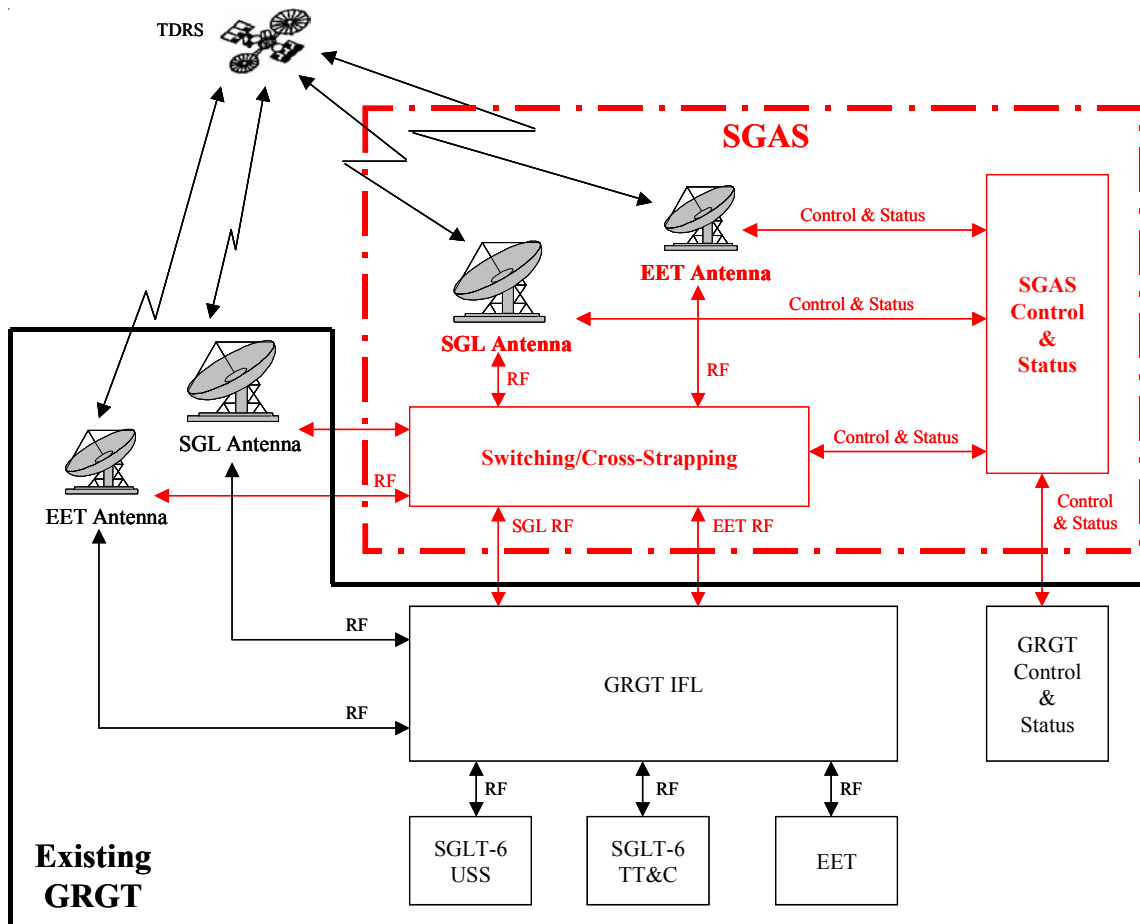 TDRS
SGAS
Control & Status
EET Antenna
SGAS
Control
&
Status
Control & Status
SGL Antenna
RF
RF
SGL Antenna
Control & Status
Switching/Cross-Strapping
RF
EET Antenna
Control
& Status
SGL RF
EET RF
RF
GRGT
Control
&
Status
GRGT IFL
RF
RF
RF
RF
SGLT-6
USS
SGLT-6
TT&C
EET
Existing
GRGT